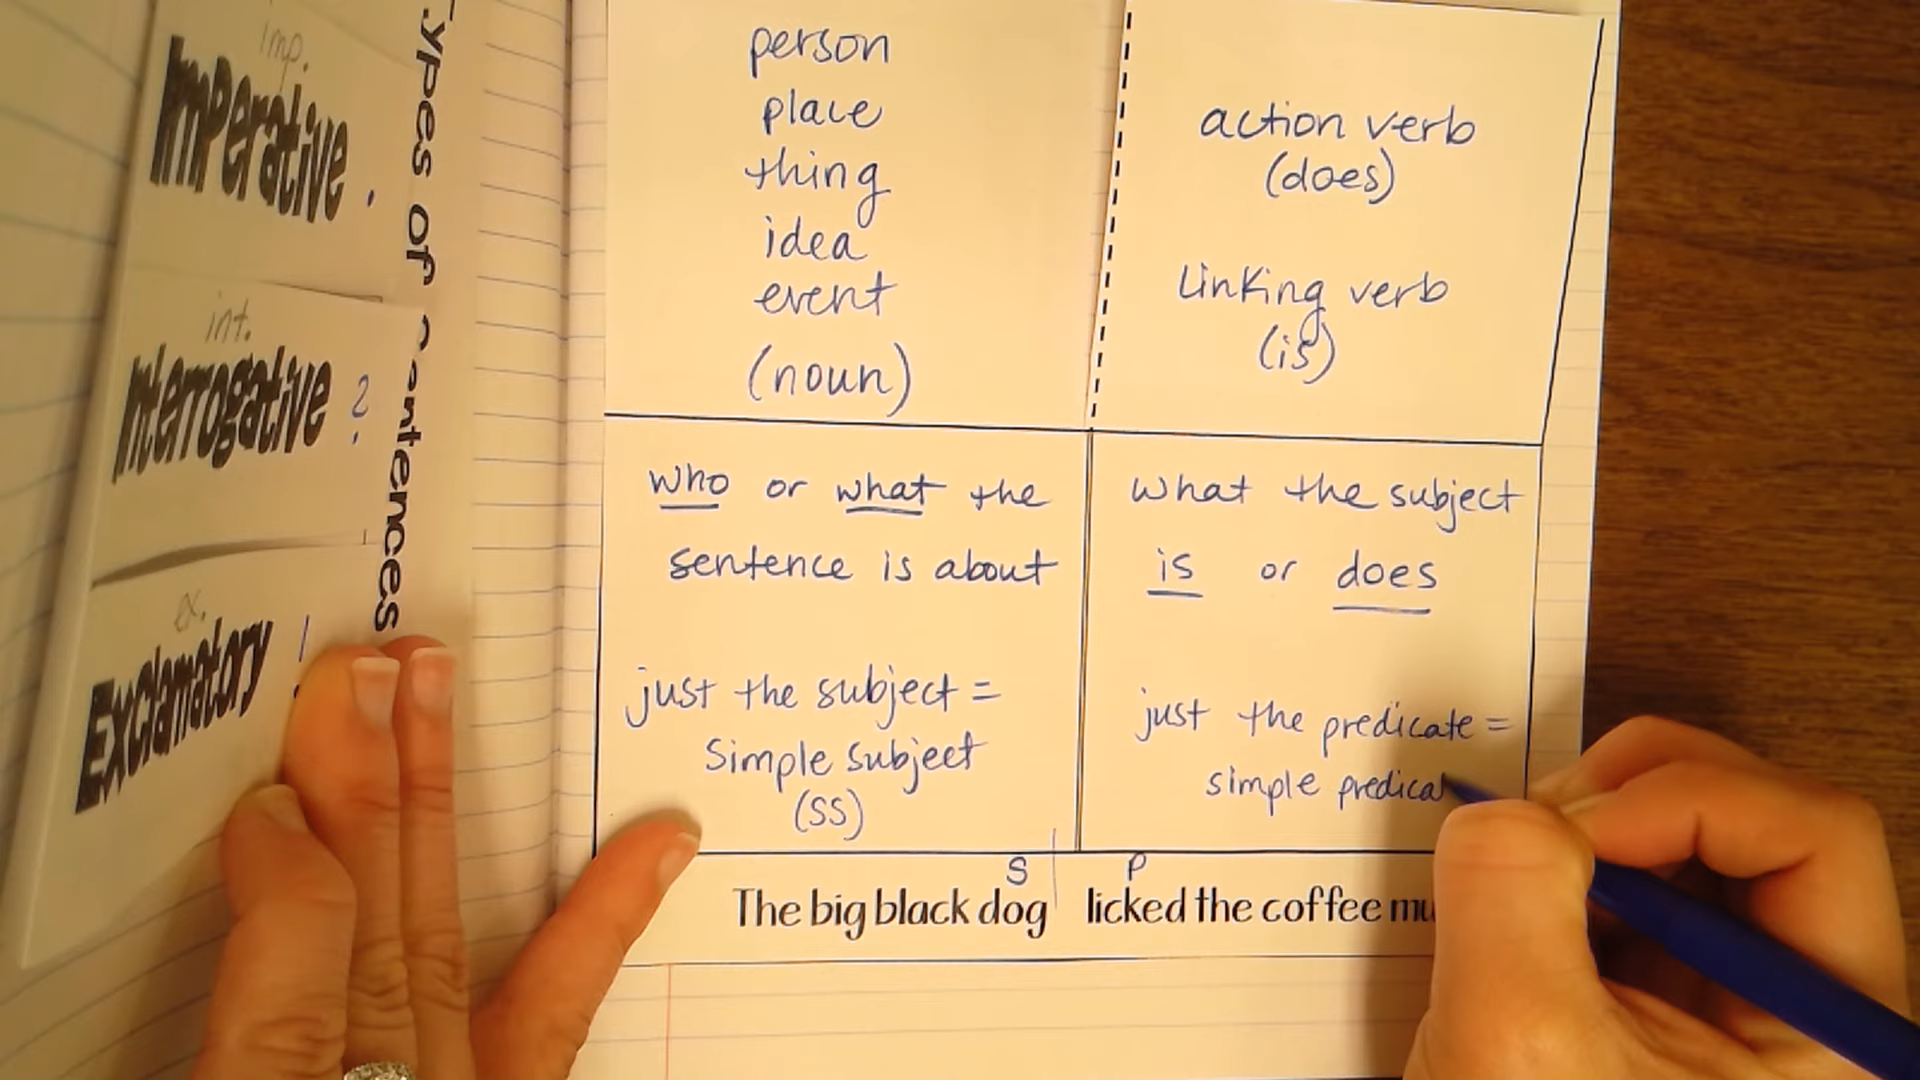 Types of Sentences
imp.
Imperative .
int.
Interrogative ?
ex.
Exclamatory !
person
place
thing
idea
event
(noun)
action verb
(does)
Linking verb
(is)
who or what the
sentence is about
just the subject =
Simple subject
(SS)
what the subject
is or does
just the predicate =
simple predica
S P
The big black dog licked the coffee mu